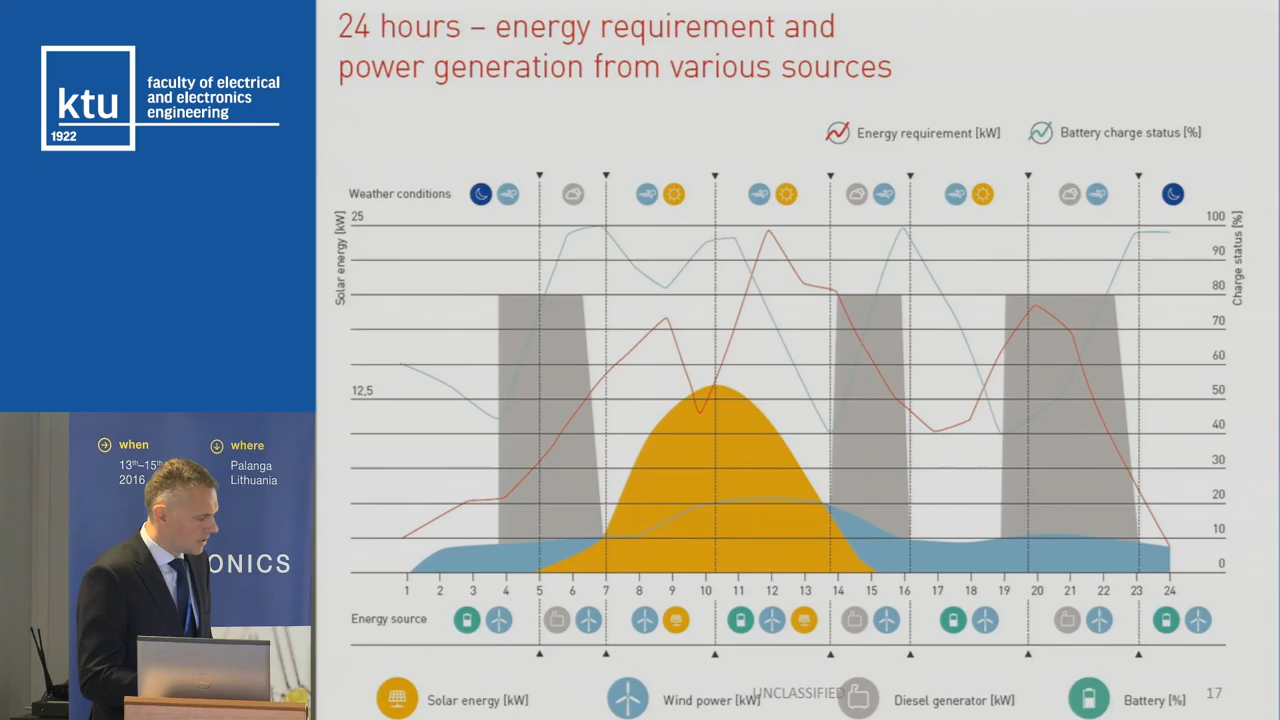 ktu
1922
faculty of electrical
and electronics
engineering
24 hours – energy requirement and
power generation from various sources
Energy requirement [kW]
Battery charge status [%]
Weather conditions
Solar energy [kW]
25
12,5
100
90
80
70
60
50
40
30
20
10
0
Charge status [%]
1 2 3 4 5 6 7 8 9 10 11 12 13 14 15 16 17 18 19 20 21 22 23 24
Energy source
Solar energy [kW]
Wind power [kW]
Diesel generator [kW]
Battery [%]
UNCLASSIFIED
17
when
13th–15th
2016
where
Palanga
Lithuania
ONICS